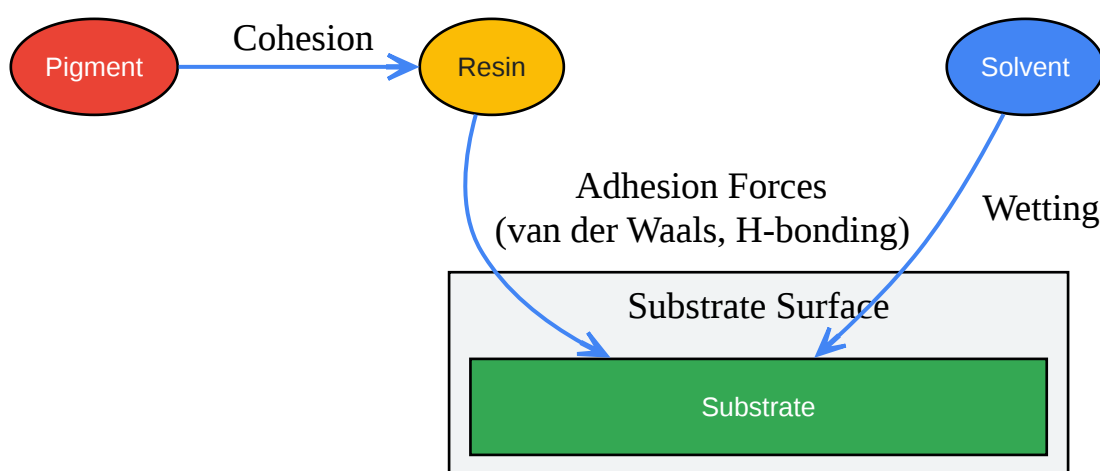 Cohesion
Pigment
Resin
Solvent
Adhesion Forces
(van der Waals, H-bonding)
Wetting
Substrate Surface
Substrate